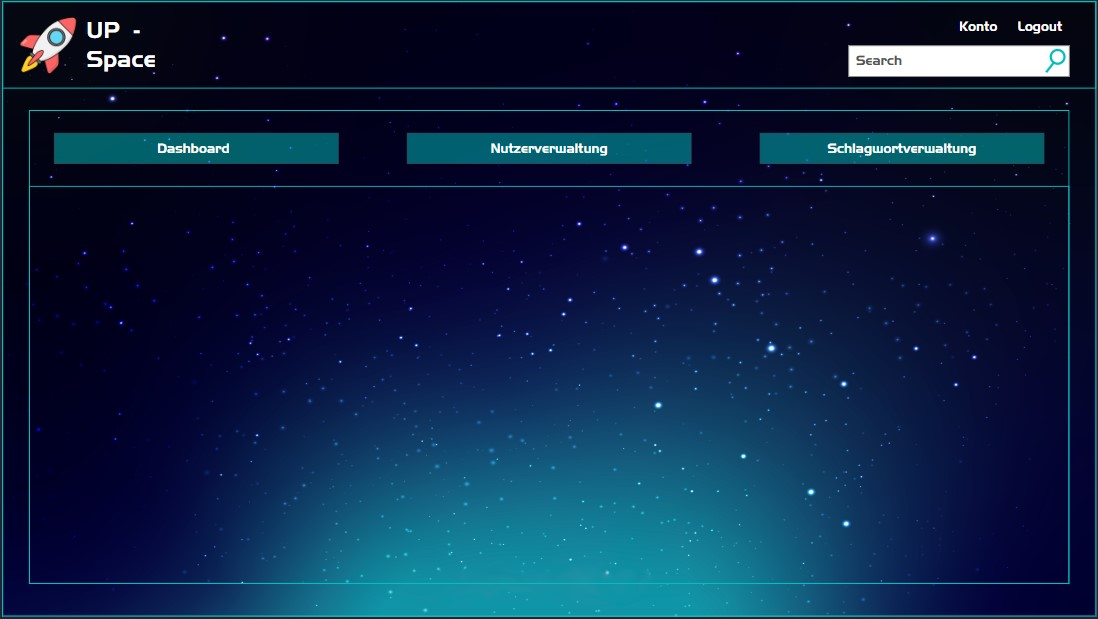 UP -
Space
Konto Logout
Search
Dashboard Nutzerverwaltung Schlagwortverwaltung